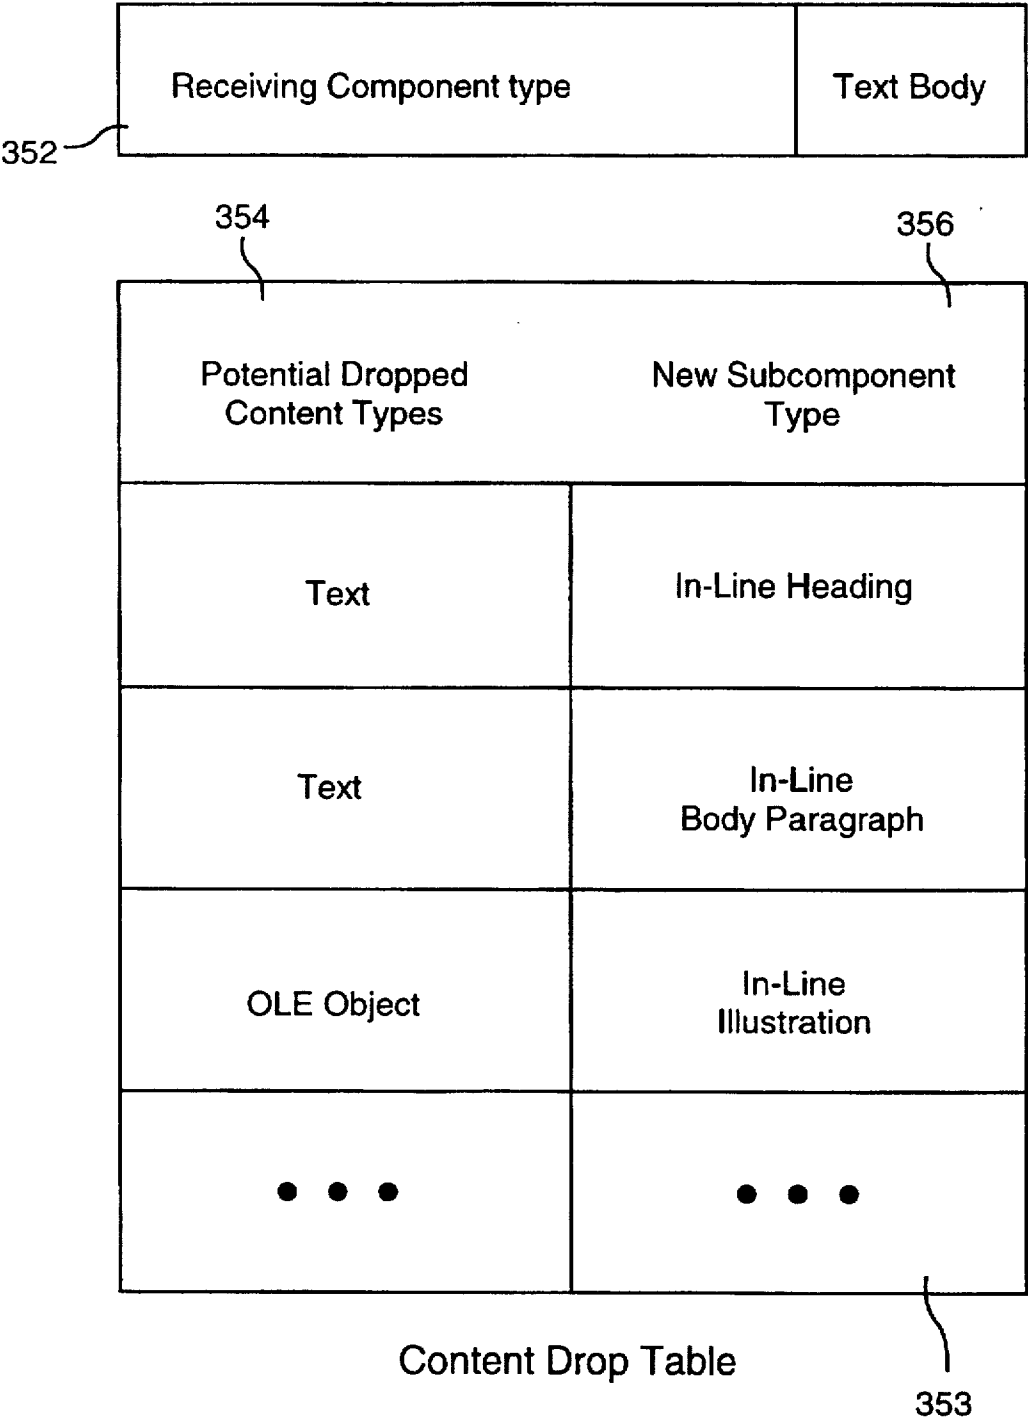 Receiving Component type
Text Body
352
354
356
Potential Dropped
Content Types
New Subcomponent
Type
Text
In-Line Heading
Text
In-Line
Body Paragraph
OLE Object
In-Line
Illustration
● ● ●
● ● ●
Content Drop Table
353